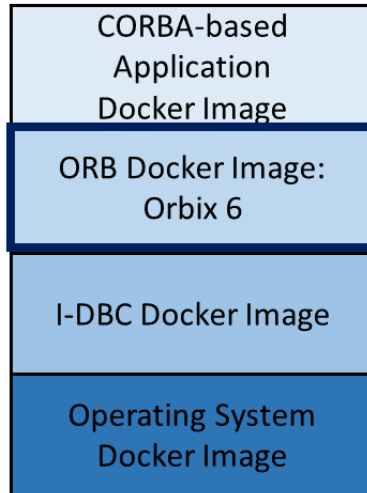 CORBA-based
Application
Docker Image
ORB Docker Image:
Orbix 6
I-DBC Docker Image
Operating System
Docker Image